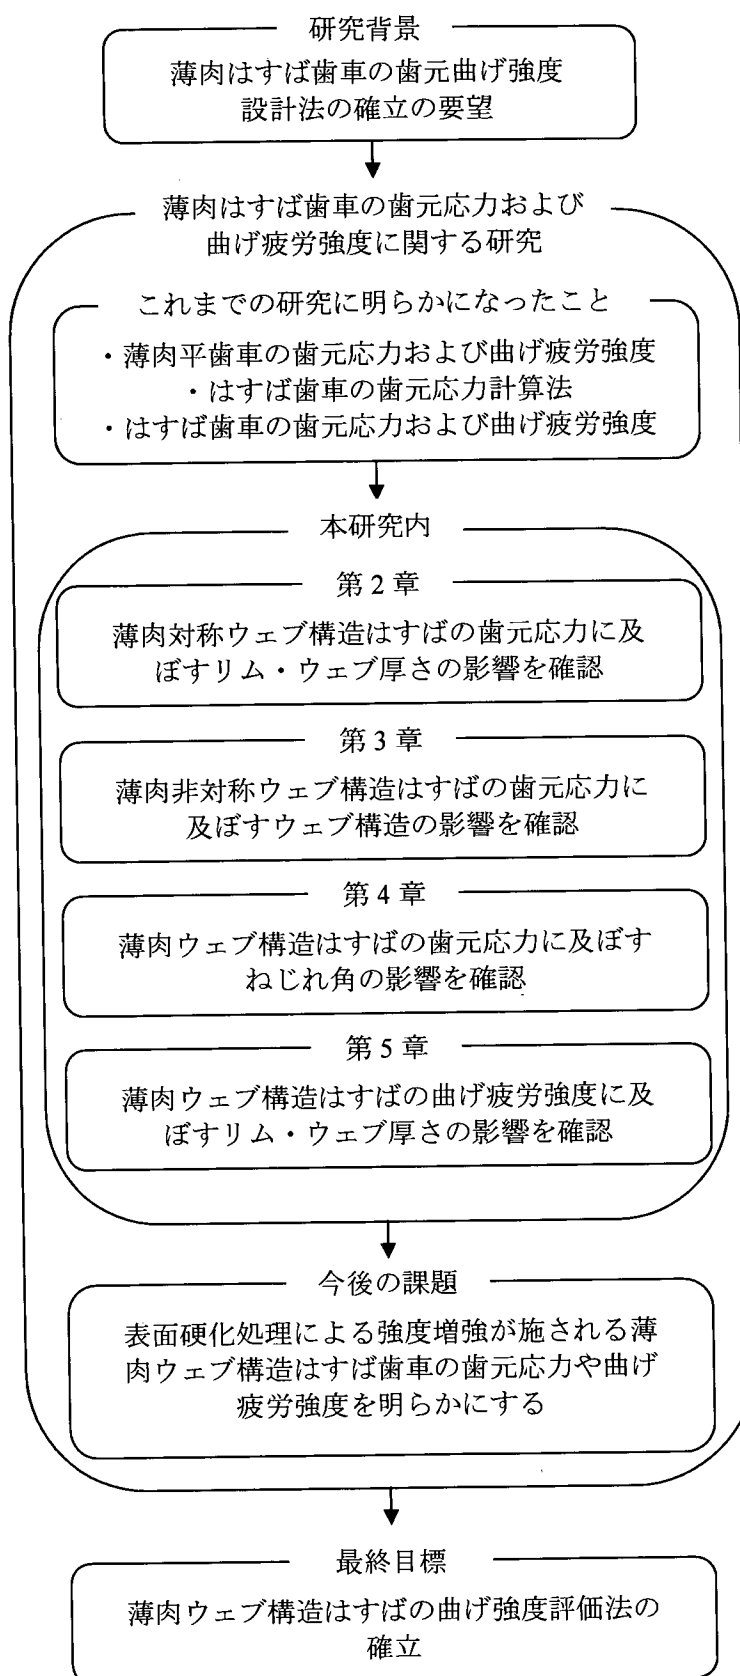 研究背景
薄肉はすば歯車の歯元曲げ強度
設計法の確立の要望
薄肉はすば歯車の歯元応力および
曲げ疲労強度に関する研究
これまでの研究に明らかになったこと
・薄肉平歯車の歯元応力および曲げ疲労強度
・はすば歯車の歯元応力計算法
・はすば歯車の歯元応力および曲げ疲労強度
本研究内
第2章
薄肉対称ウェブ構造はすばの歯元応力に及
ぼすリム・ウェブ厚さの影響を確認
第3章
薄肉非対称ウェブ構造はすばの歯元応力に
及ぼすウェブ構造の影響を確認
第4章
薄肉ウェブ構造はすばの歯元応力に及ぼす
ねじれ角の影響を確認
第5章
薄肉ウェブ構造はすばの曲げ疲労強度に及
ぼすリム・ウェブ厚さの影響を確認
今後の課題
表面硬化処理による強度増強が施される薄
肉ウェブ構造はすば歯車の歯元応力や曲げ
疲労強度を明らかにする
最終目標
薄肉ウェブ構造はすばの曲げ強度評価法の
確立